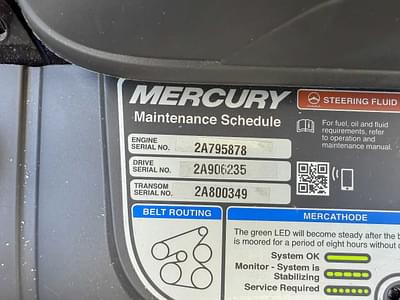 MERCURY
Maintenance Schedule
STEERING FLUID
For fuel, oil and fluid
requirements, refer
to operation and
maintenance manual.
ENGINE
SERIAL NO. 2A795878
DRIVE
SERIAL NO. 2A906235
TRANSOM
SERIAL NO. 2A800349
BELT ROUTING
MERCATHODE
The green LED will become steady after the b
is moored for a period of eight hours without
System OK
Monitor - System is
Stabilizing
Service Required